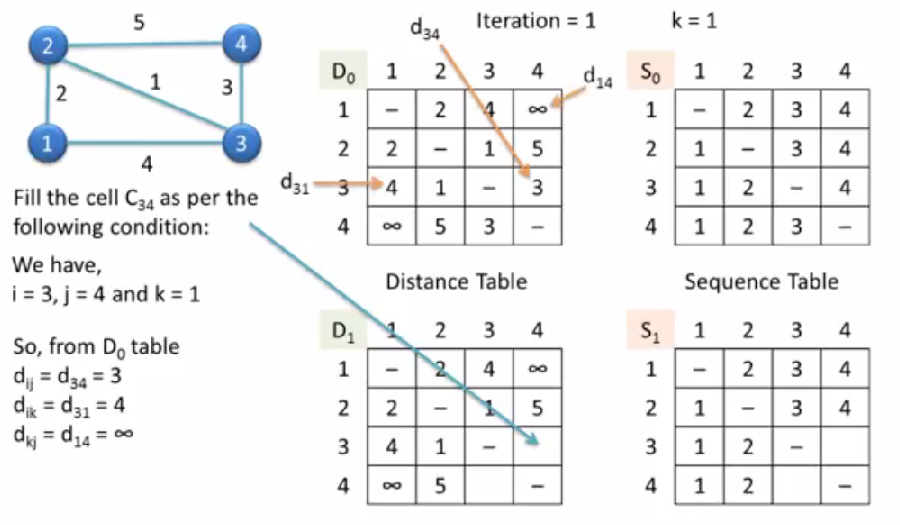 5
2
4
2
1
3
1
3
4
Fill the cell C₃₄ as per the
following condition:
We have,
i = 3, j = 4 and k = 1
So, from D₀ table
dᵢⱼ = d₃₄ = 3
dᵢₖ = d₃₁ = 4
dₖⱼ = d₁₄ = ∞
Iteration = 1 k = 1
d₃₄
d₁₄
d₃₁
D₀ 1 2 3 4
1 – 2 4 ∞
2 2 – 1 5
3 4 1 – 3
4 ∞ 5 3 –
Distance Table
S₀ 1 2 3 4
1 – 2 3 4
2 1 – 3 4
3 1 2 – 4
4 1 2 3 –
Sequence Table
D₁ 1 2 3 4
1 – 2 4 ∞
2 2 – 1 5
3 4 1 –
4 ∞ 5 –
S₁ 1 2 3 4
1 – 2 3 4
2 1 – 3 4
3 1 2 –
4 1 2 –